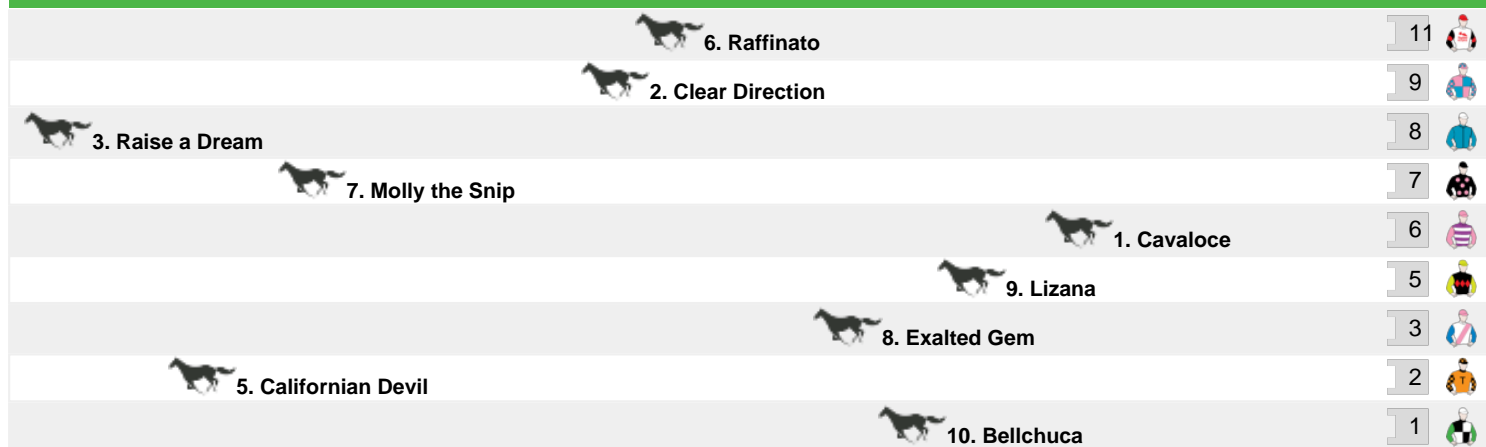 6. Raffinato 11
2. Clear Direction 9
3. Raise a Dream 8
7. Molly the Snip 7
1. Cavaloce 6
9. Lizana 5
8. Exalted Gem 3
5. Californian Devil 2
T
10. Bellchuca 1